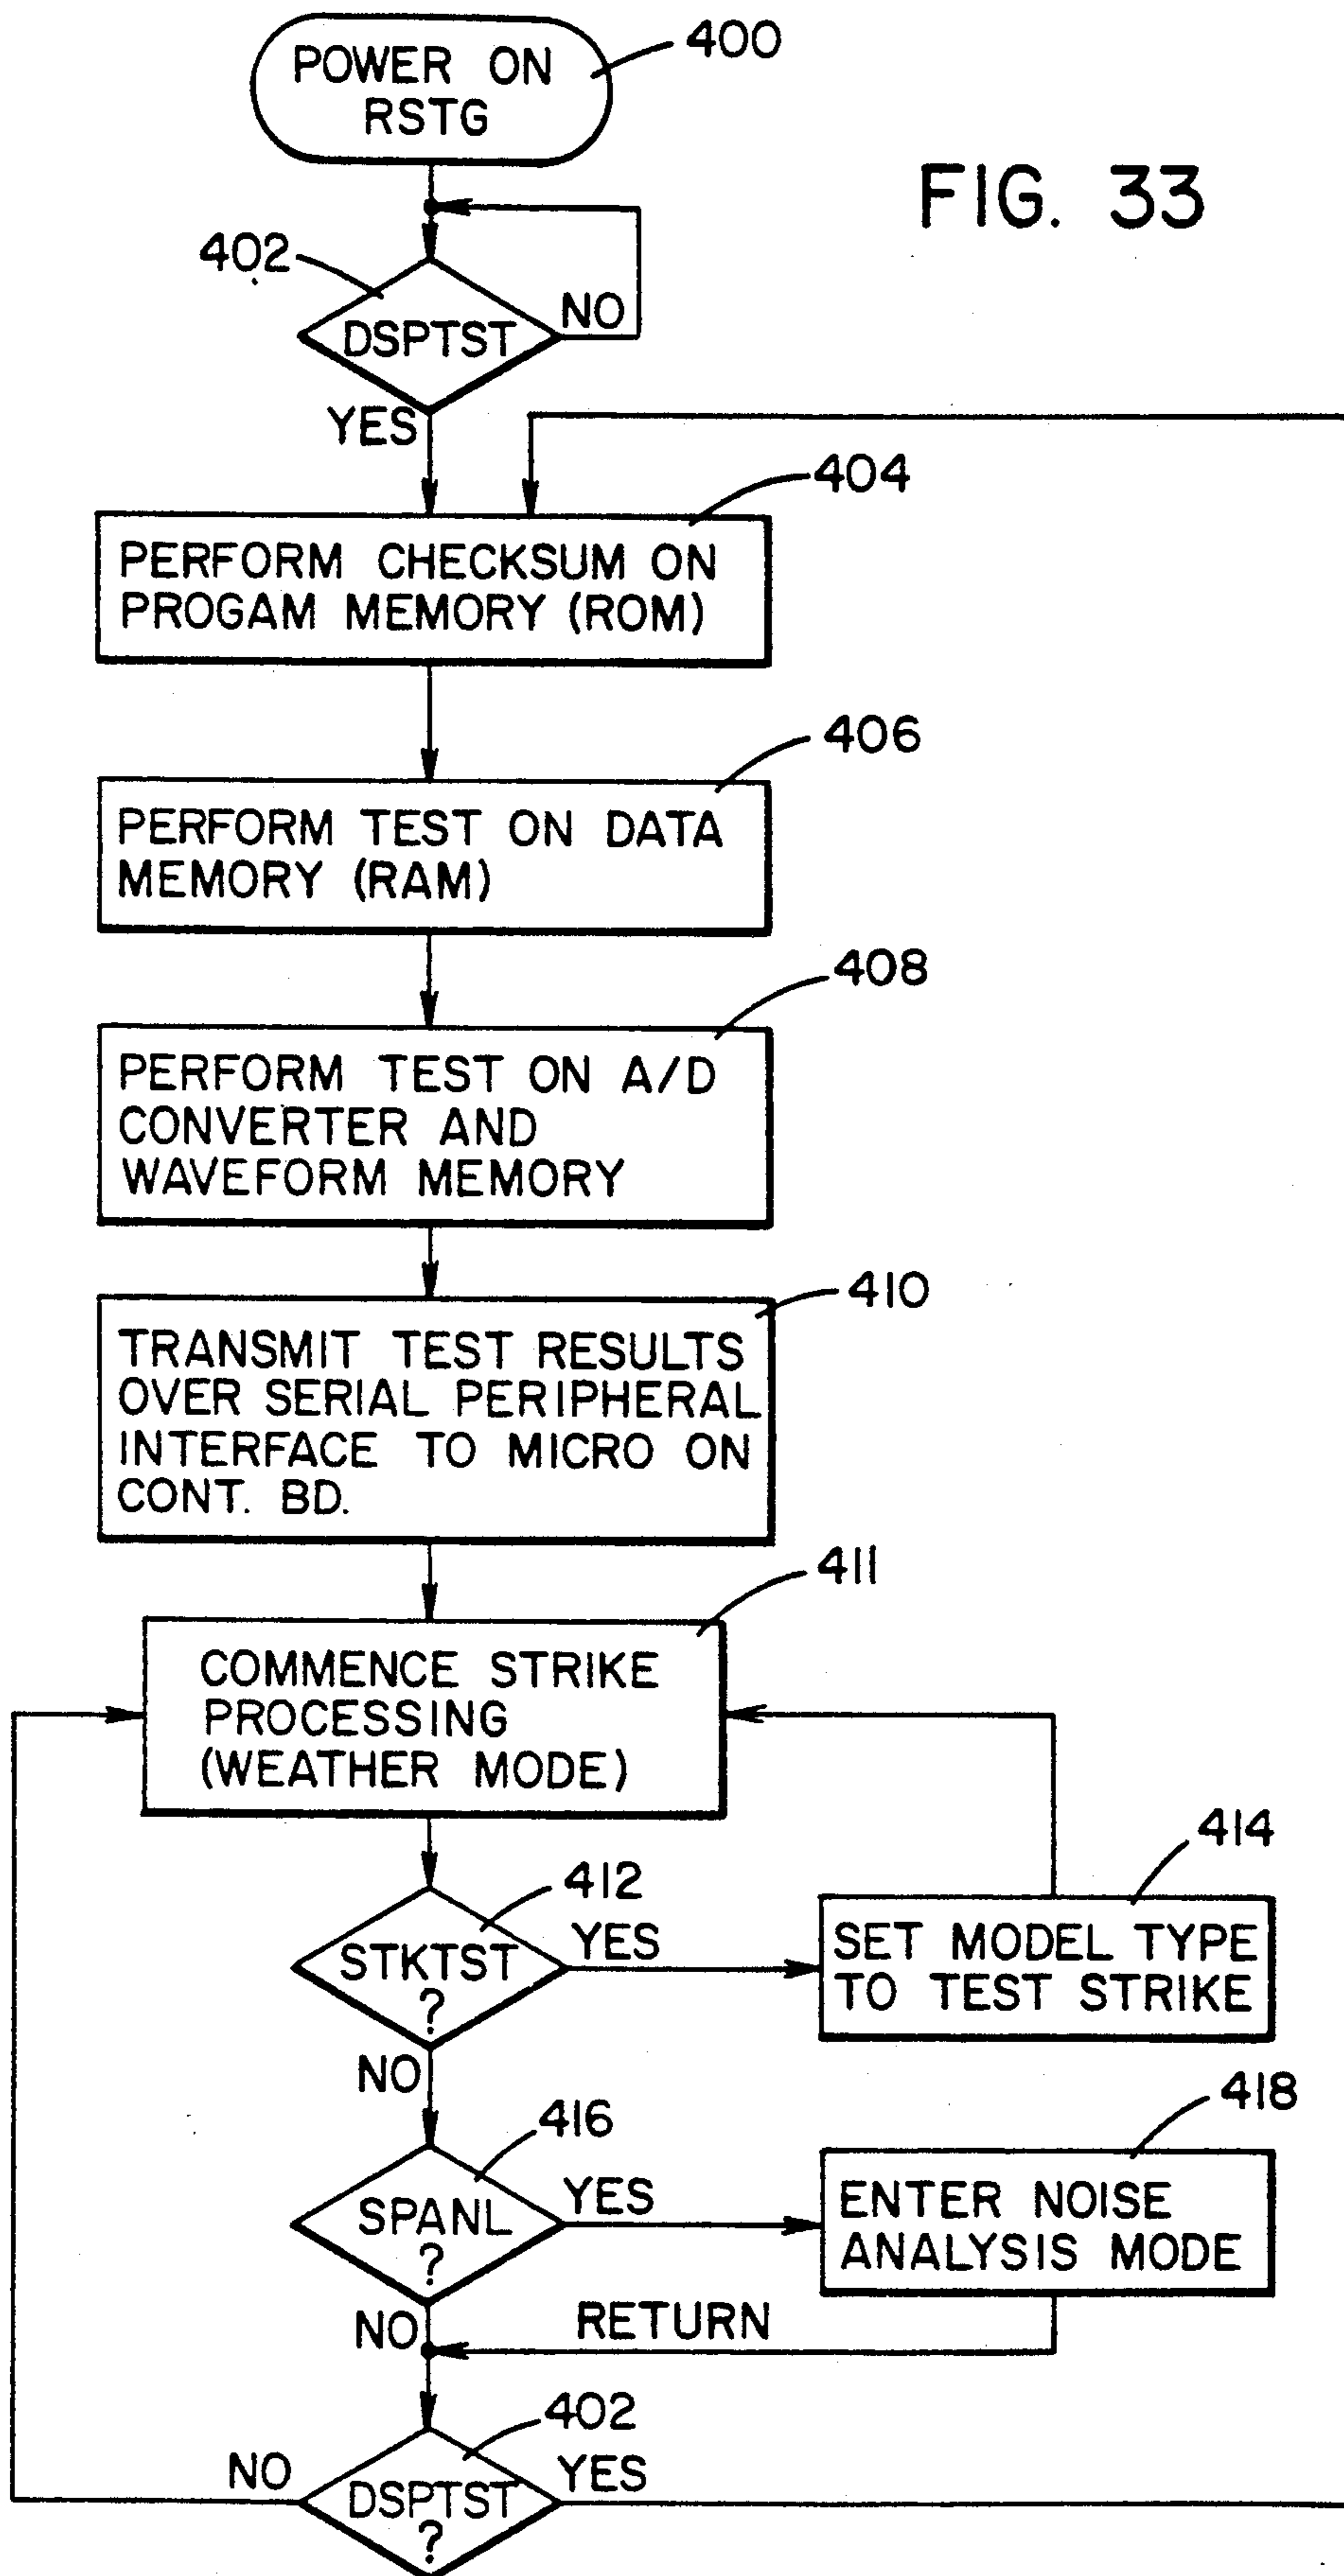 POWER ON
RSTG
400
FIG. 33
402
DSPTST
NO
YES
404
PERFORM CHECKSUM ON
PROGAM MEMORY (ROM)
406
PERFORM TEST ON DATA
MEMORY (RAM)
408
PERFORM TEST ON A/D
CONVERTER AND
WAVEFORM MEMORY
410
TRANSMIT TEST RESULTS
OVER SERIAL PERIPHERAL
INTERFACE TO MICRO ON
CONT. BD.
411
COMMENCE STRIKE
PROCESSING
(WEATHER MODE)
412
STKTST
?
YES
414
SET MODEL TYPE
TO TEST STRIKE
NO
416
SPANL
?
YES
418
ENTER NOISE
ANALYSIS MODE
NO
RETURN
402
NO
DSPTST
?
YES